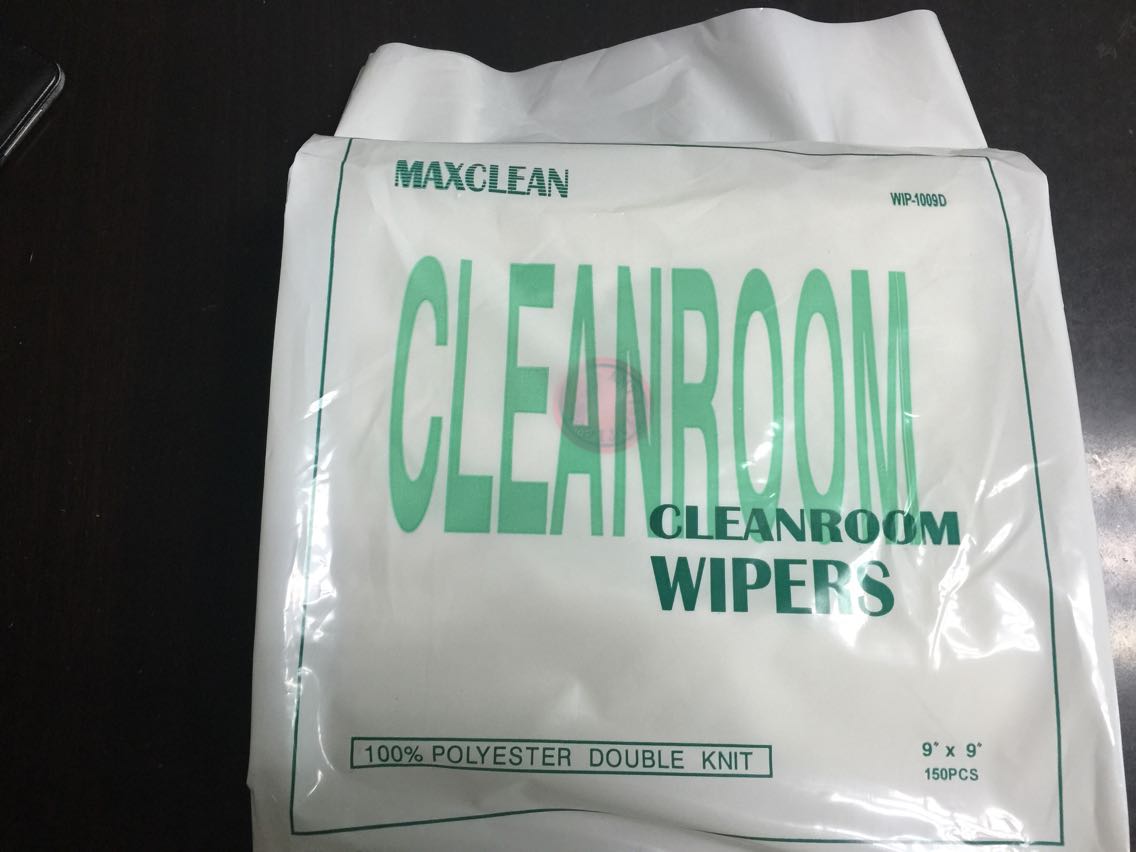 MAXCLEAN
WIP-1009D
CLEANROOM
CLEANROOM
WIPERS
100% POLYESTER DOUBLE KNIT
9" x 9"
150PCS